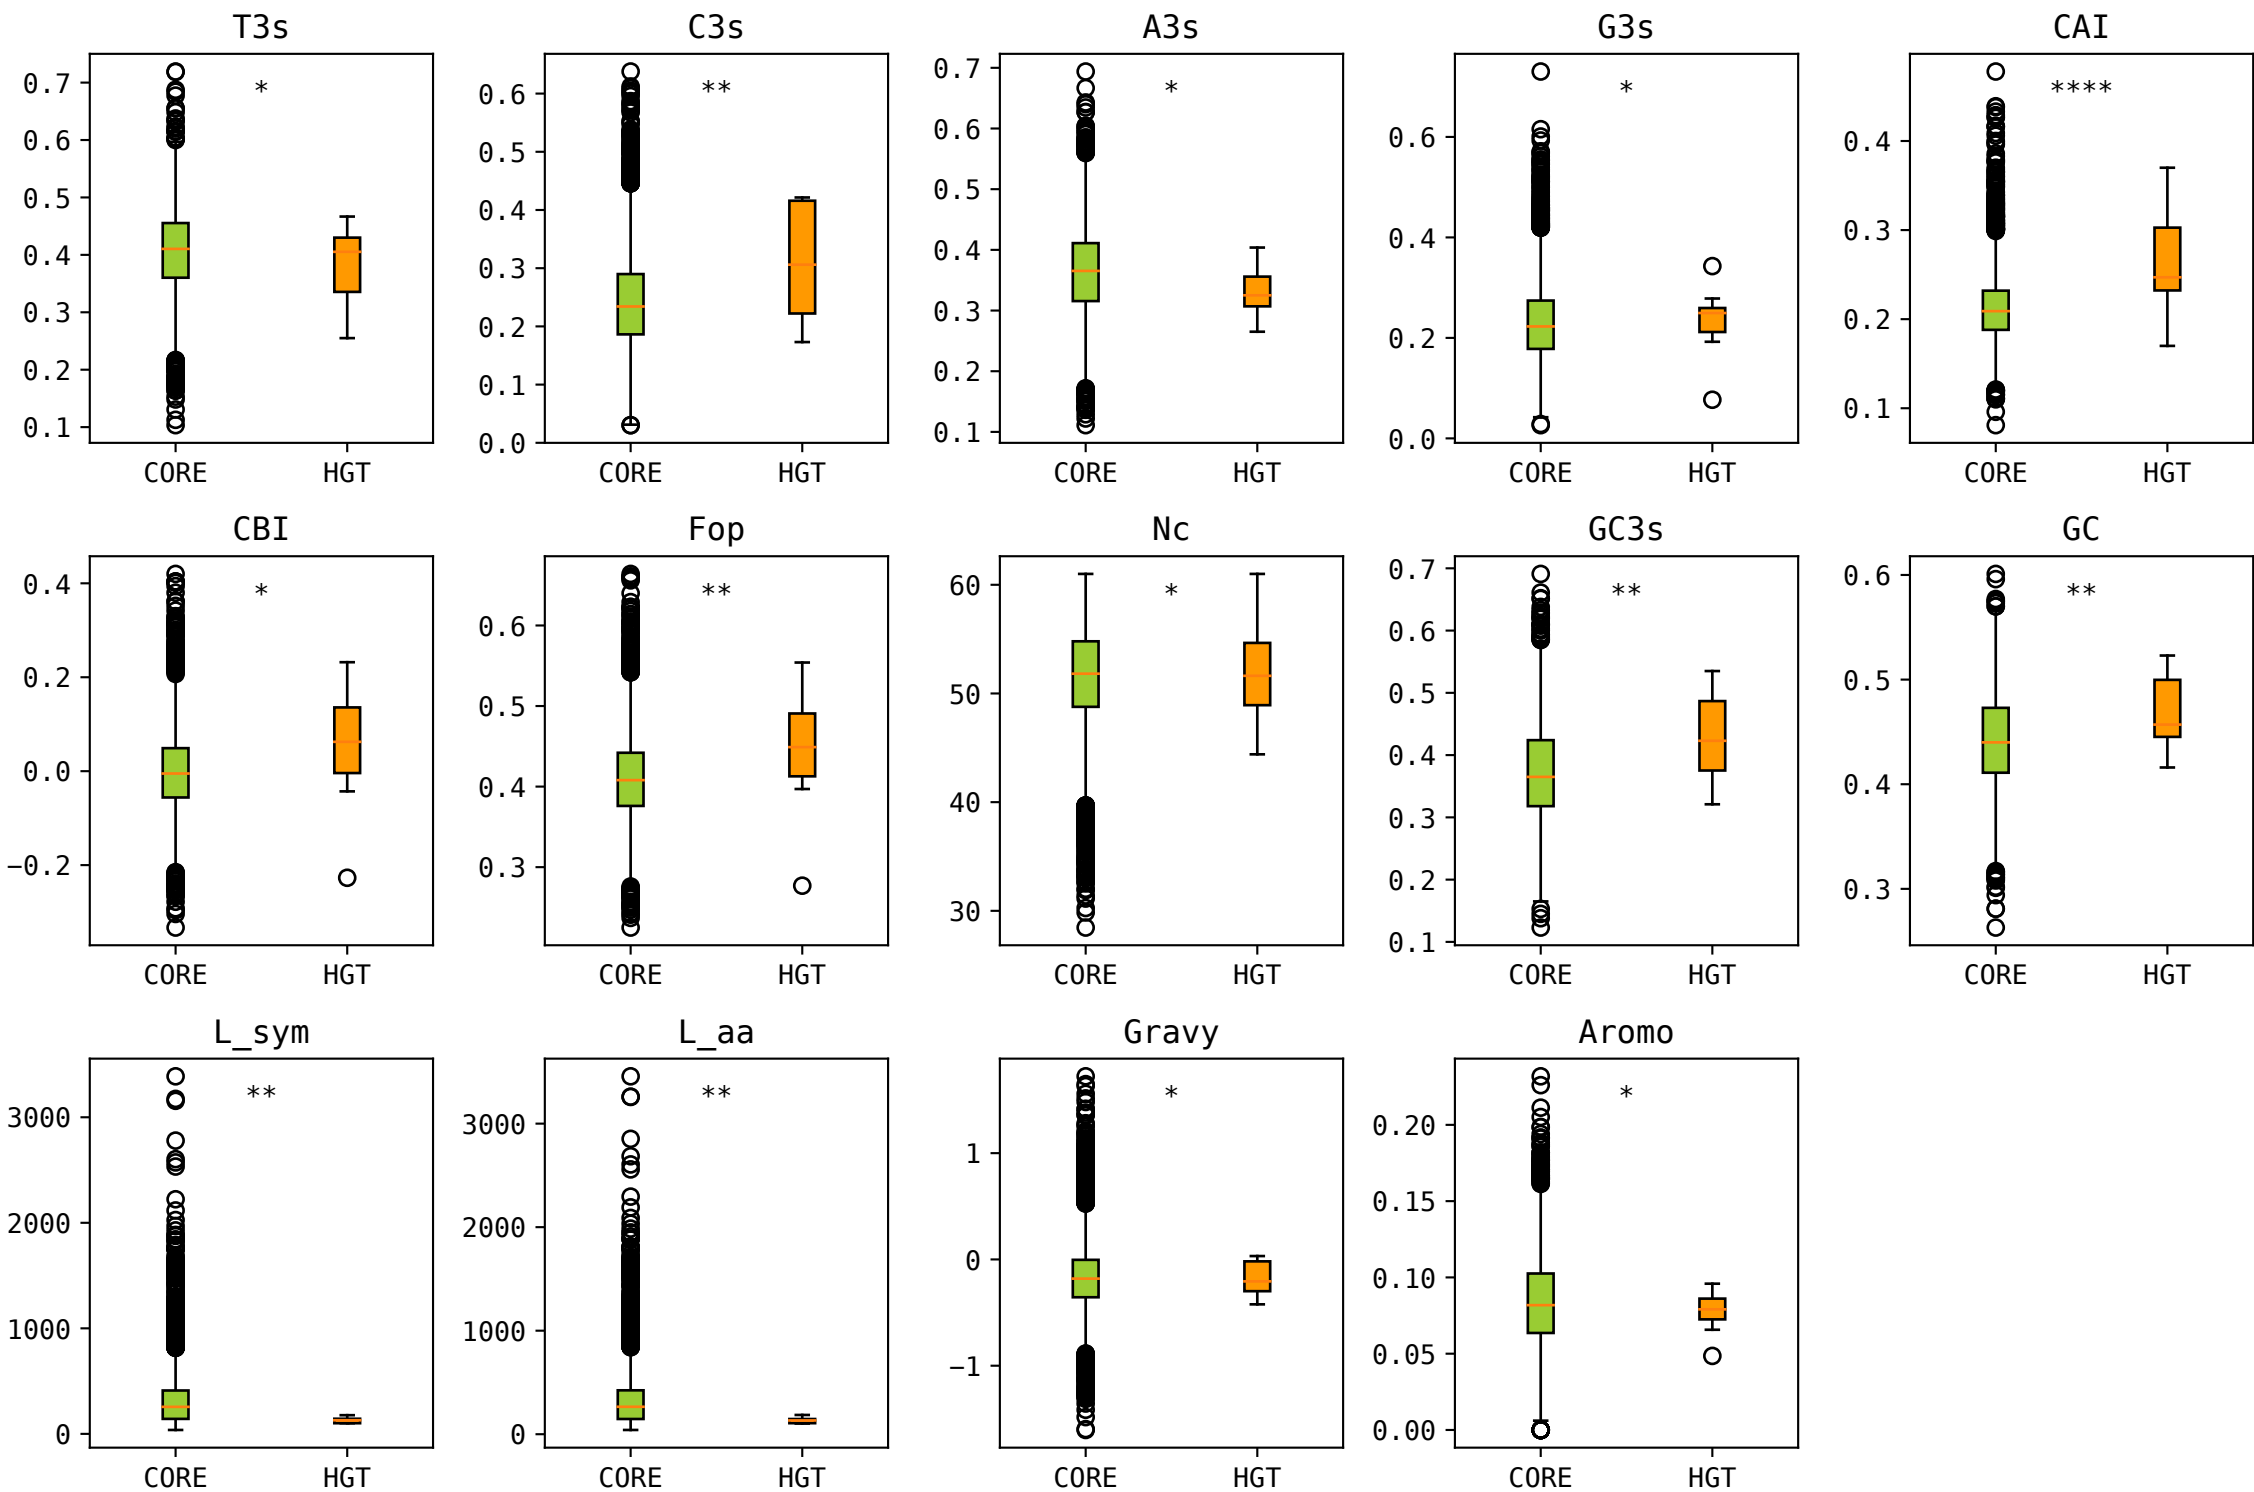 T3s C3s A3s G3s CAI
* ** * * ****
0.7 0.6 0.5 0.4 0.3 0.2 0.1
0.6 0.5 0.4 0.3 0.2 0.1 0.0
0.7 0.6 0.5 0.4 0.3 0.2 0.1
0.6 0.4 0.2 0.0
0.4 0.3 0.2 0.1
CORE HGT CORE HGT CORE HGT CORE HGT CORE HGT
CBI Fop Nc GC3s GC
* ** * ** **
0.4 0.2 0.0 −0.2
0.6 0.5 0.4 0.3
60 50 40 30
0.7 0.6 0.5 0.4 0.3 0.2 0.1
0.6 0.5 0.4 0.3
CORE HGT CORE HGT CORE HGT CORE HGT CORE HGT
L_sym L_aa Gravy Aromo
** ** * *
3000 2000 1000 0
3000 2000 1000 0
1 0 −1
0.20 0.15 0.10 0.05 0.00
CORE HGT CORE HGT CORE HGT CORE HGT